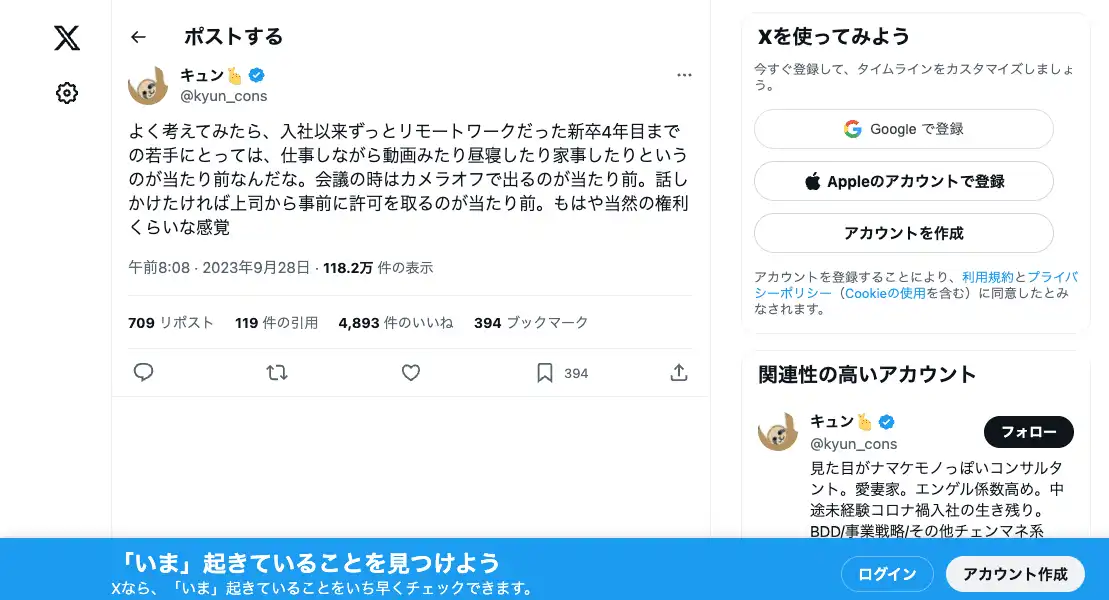 ポストする
キュン🫰
@kyun_cons
よく考えてみたら、入社以来ずっとリモートワークだった新卒4年目まで
の若手にとっては、仕事しながら動画みたり昼寝したり家事したりという
のが当たり前なんだな。会議の時はカメラオフで出るのが当たり前。話し
かけたければ上司から事前に許可を取るのが当たり前。もはや当然の権利
くらいな感覚
午前8:08 · 2023年9月28日 · 118.2万 件の表示
709 リポスト 119 件の引用 4,893 件のいいね 394 ブックマーク
394
Xを使ってみよう
今すぐ登録して、タイムラインをカスタマイズしましょ
う。
Google で登録
Appleのアカウントで登録
アカウントを作成
アカウントを登録することにより、利用規約とプライバ
シーポリシー（Cookieの使用を含む）に同意したとみ
なされます。
関連性の高いアカウント
キュン🫰
@kyun_cons
フォロー
見た目がナマケモノっぽいコンサルタ
ント。愛妻家。エンゲル係数高め。中
途未経験コロナ禍入社の生き残り。
BDD/事業戦略/その他チェンマネ系
「いま」起きていることを見つけよう
Xなら、「いま」起きていることをいち早くチェックできます。
ログイン
アカウント作成